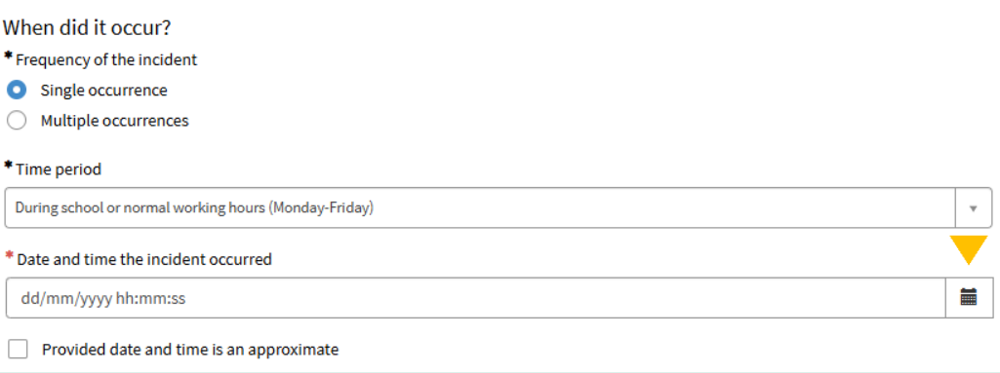 When did it occur?
* Frequency of the incident
Single occurrence
Multiple occurrences
* Time period
During school or normal working hours (Monday-Friday)
* Date and time the incident occurred
dd/mm/yyyy hh:mm:ss
Provided date and time is an approximate